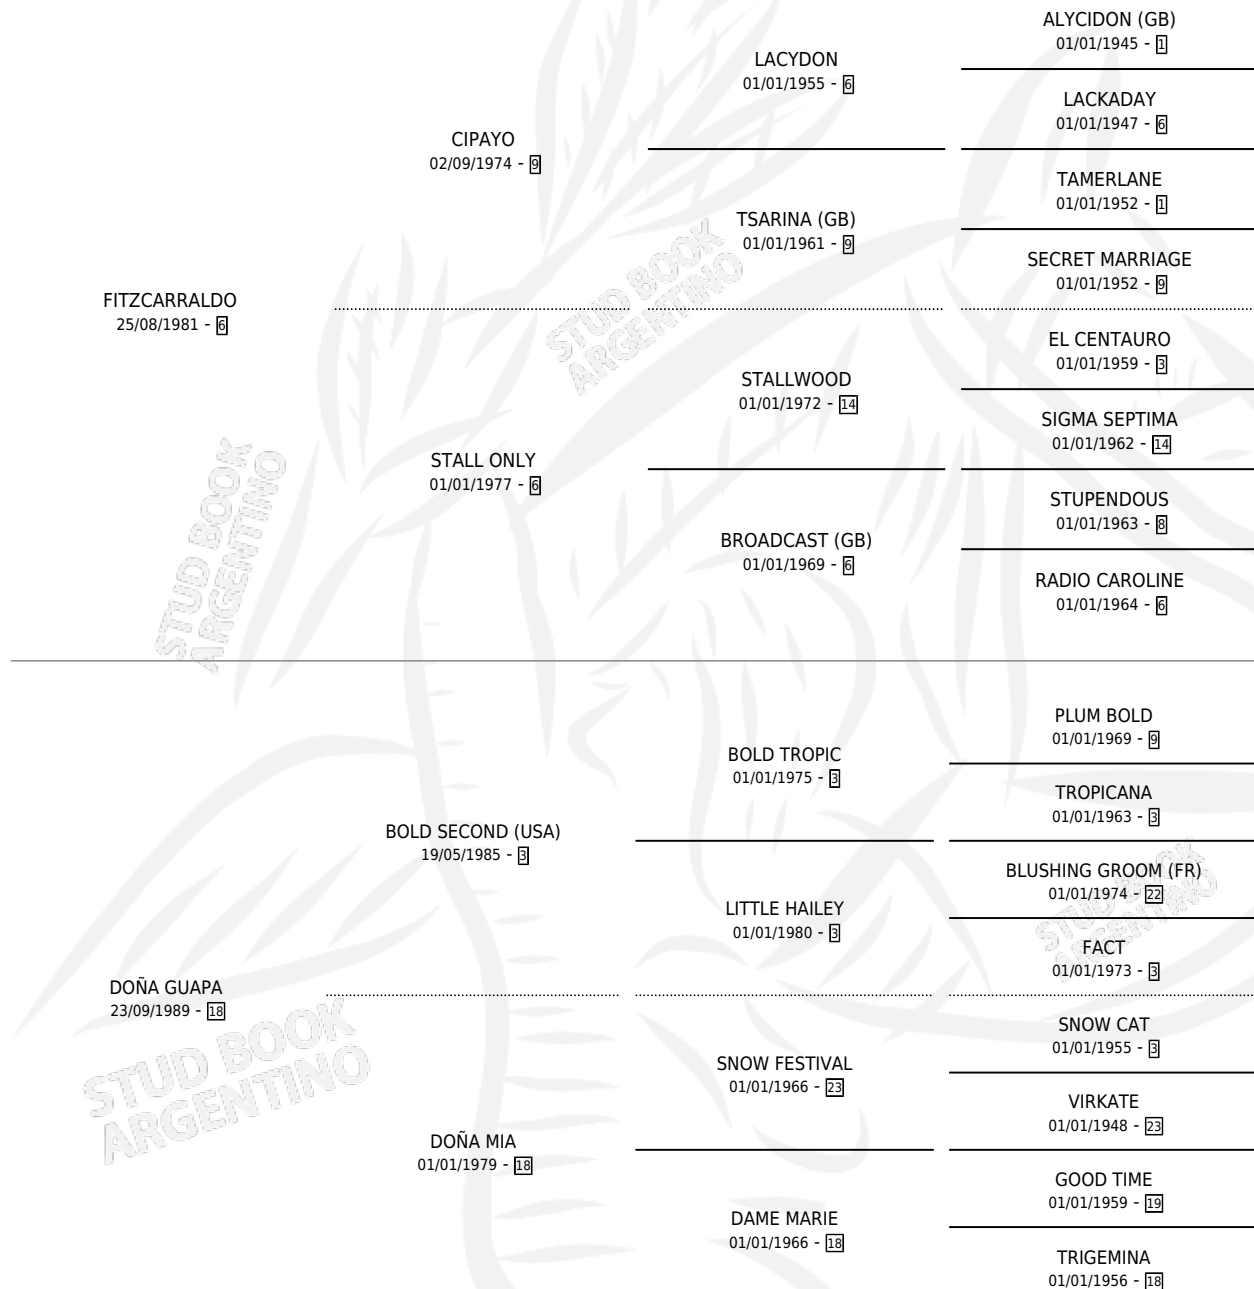 ALYCIDON (GB)
01/01/1945 - 1
LACYDON
01/01/1955 - 6
LACKADAY
01/01/1947 - 6
CIPAYO
02/09/1974 - 9
TAMERLANE
01/01/1952 - 1
TSARINA (GB)
01/01/1961 - 9
SECRET MARRIAGE
01/01/1952 - 9
FITZCARRALDO
25/08/1981 - 6
EL CENTAURO
01/01/1959 - 3
STALLWOOD
01/01/1972 - 14
SIGMA SEPTIMA
01/01/1962 - 14
STALL ONLY
01/01/1977 - 6
STUPENDOUS
01/01/1963 - 8
BROADCAST (GB)
01/01/1969 - 6
RADIO CAROLINE
01/01/1964 - 6
PLUM BOLD
01/01/1969 - 9
BOLD TROPIC
01/01/1975 - 3
TROPICANA
01/01/1963 - 3
BOLD SECOND (USA)
19/05/1985 - 3
BLUSHING GROOM (FR)
01/01/1974 - 22
LITTLE HAILEY
01/01/1980 - 3
FACT
01/01/1973 - 3
DOÑA GUAPA
23/09/1989 - 18
SNOW CAT
01/01/1955 - 3
SNOW FESTIVAL
01/01/1966 - 23
VIRKATE
01/01/1948 - 23
DOÑA MIA
01/01/1979 - 18
GOOD TIME
01/01/1959 - 19
DAME MARIE
01/01/1966 - 18
TRIGEMINA
01/01/1956 - 18
STUD BOOK
ARGENTINO
STUD BOOK
ARGENTINO
STUD BOOK
ARGENTINO
STUD BOOK
ARGENTINO